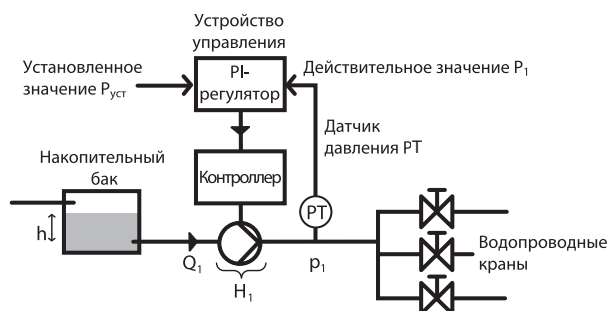 Устройство
управления
Установленное
значение Pуст
PI-
регулятор
Действительное значение P1
Датчик
давления PT
Накопительный
бак
Контроллер
PT
h
Q1
H1
p1
Водопроводные
краны